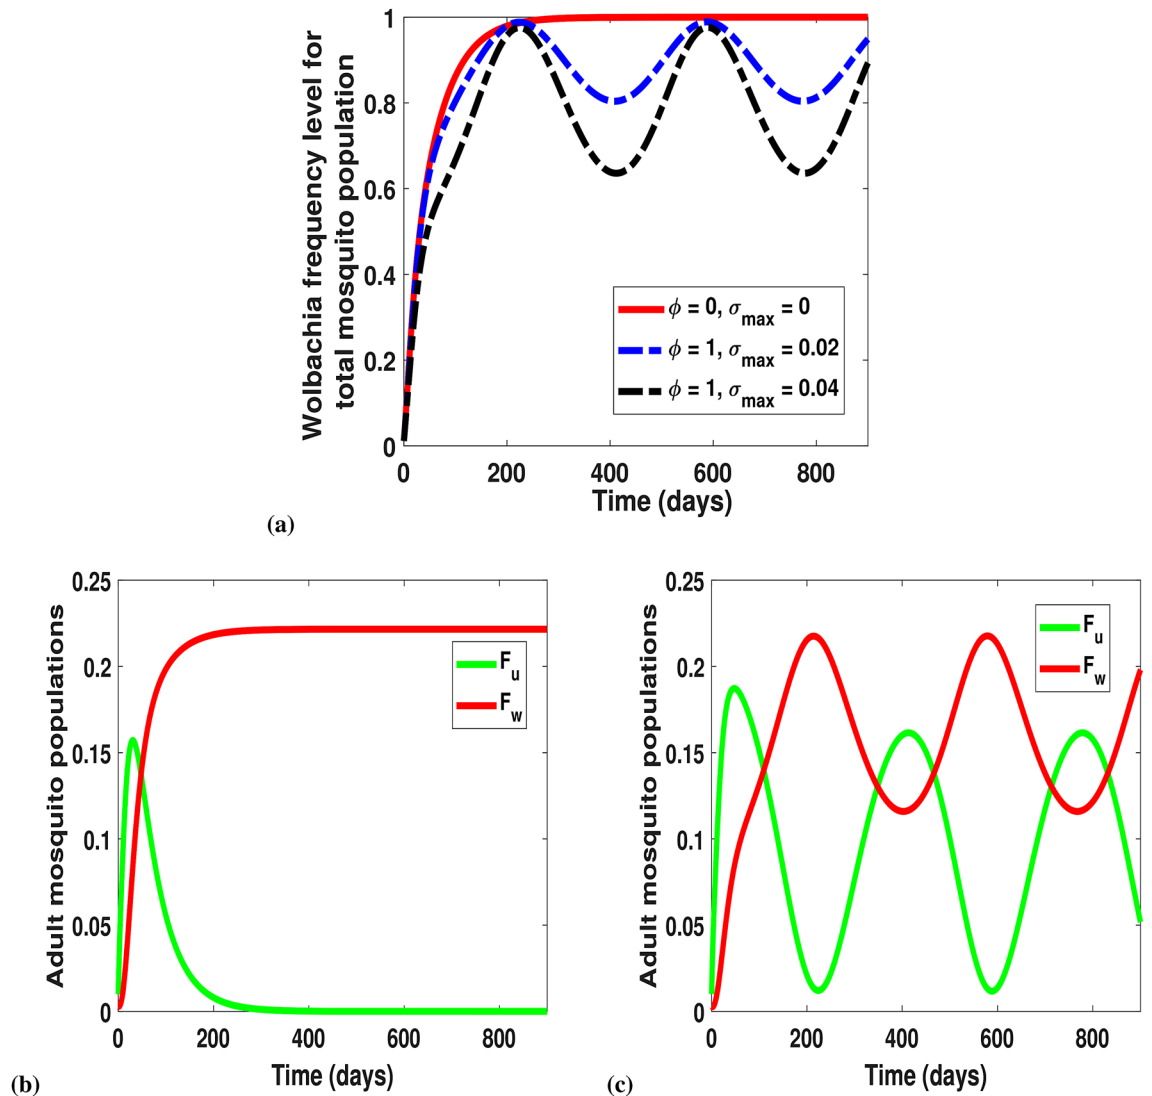 Wolbachia frequency level for
total mosquito population
1
0.8
0.6
0.4
0.2
0
ϕ = 0, σmax = 0
ϕ = 1, σmax = 0.02
ϕ = 1, σmax = 0.04
0 200 400 600 800
Time (days)
(a)
Adult mosquito populations
0.25
0.2
0.15
0.1
0.05
0
Fu
Fw
0 200 400 600 800
Time (days)
(b)
Adult mosquito populations
0.25
0.2
0.15
0.1
0.05
0
Fu
Fw
0 200 400 600 800
Time (days)
(c)